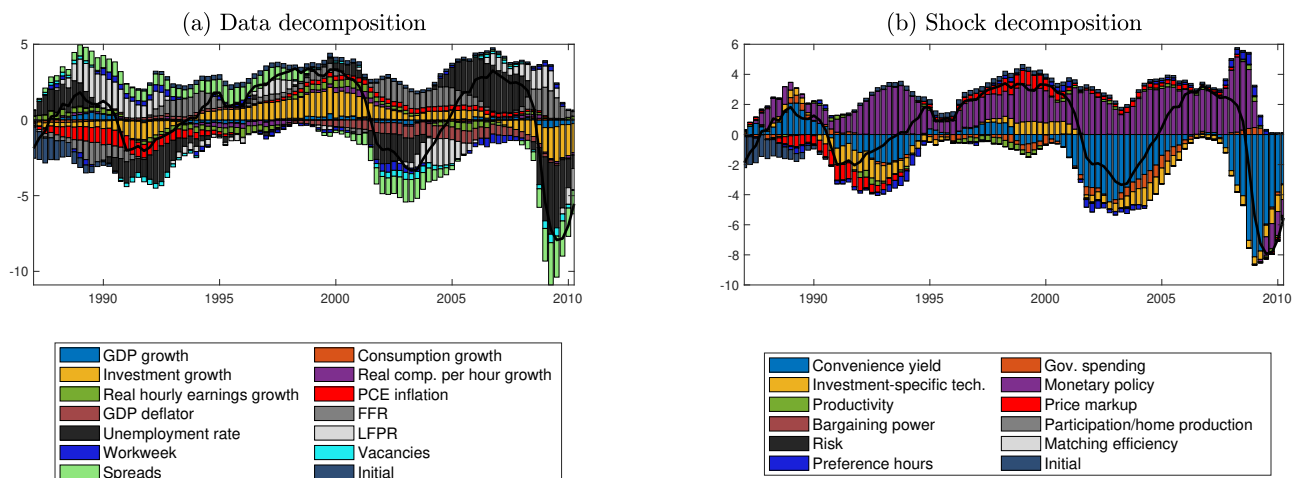 (a) Data decomposition
5
0
-5
-10
1990 1995 2000 2005 2010
GDP growth Consumption growth
Investment growth Real comp. per hour growth
Real hourly earnings growth PCE inflation
GDP deflator FFR
Unemployment rate LFPR
Workweek Vacancies
Spreads Initial
(b) Shock decomposition
6
4
2
0
-2
-4
-6
-8
-10
1990 1995 2000 2005 2010
Convenience yield Gov. spending
Investment-specific tech. Monetary policy
Productivity Price markup
Bargaining power Participation/home production
Risk Matching efficiency
Preference hours Initial